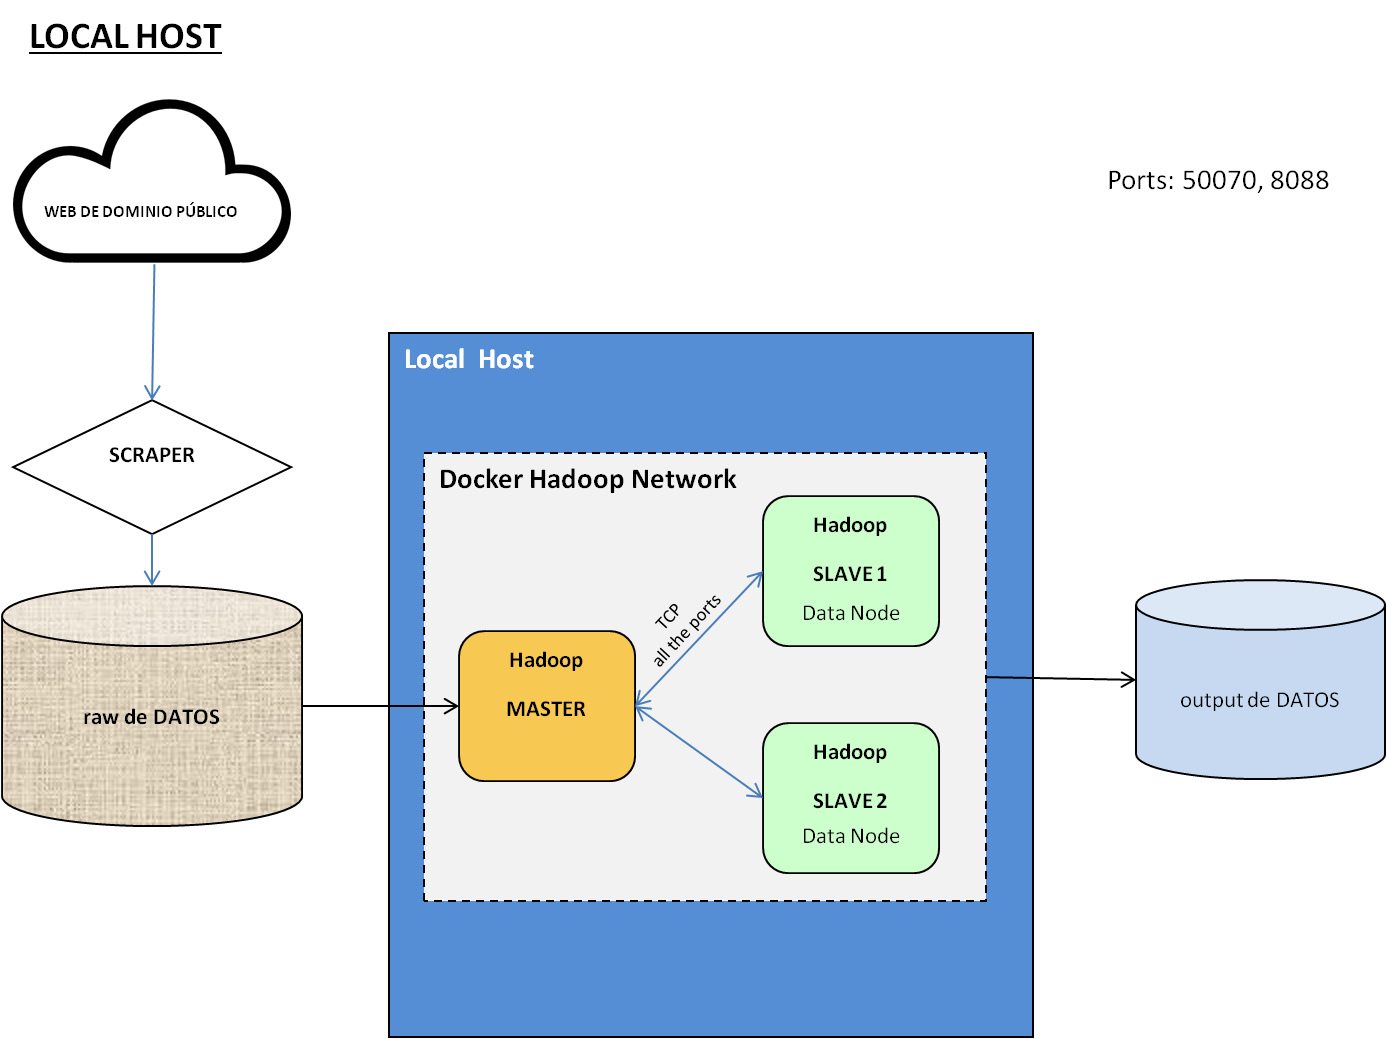 LOCAL HOST
WEB DE DOMINIO PÚBLICO
Ports: 50070, 8088
SCRAPER
raw de DATOS
Local Host
Docker Hadoop Network
Hadoop
MASTER
TCP
all the ports
Hadoop
SLAVE 1
Data Node
Hadoop
SLAVE 2
Data Node
output de DATOS